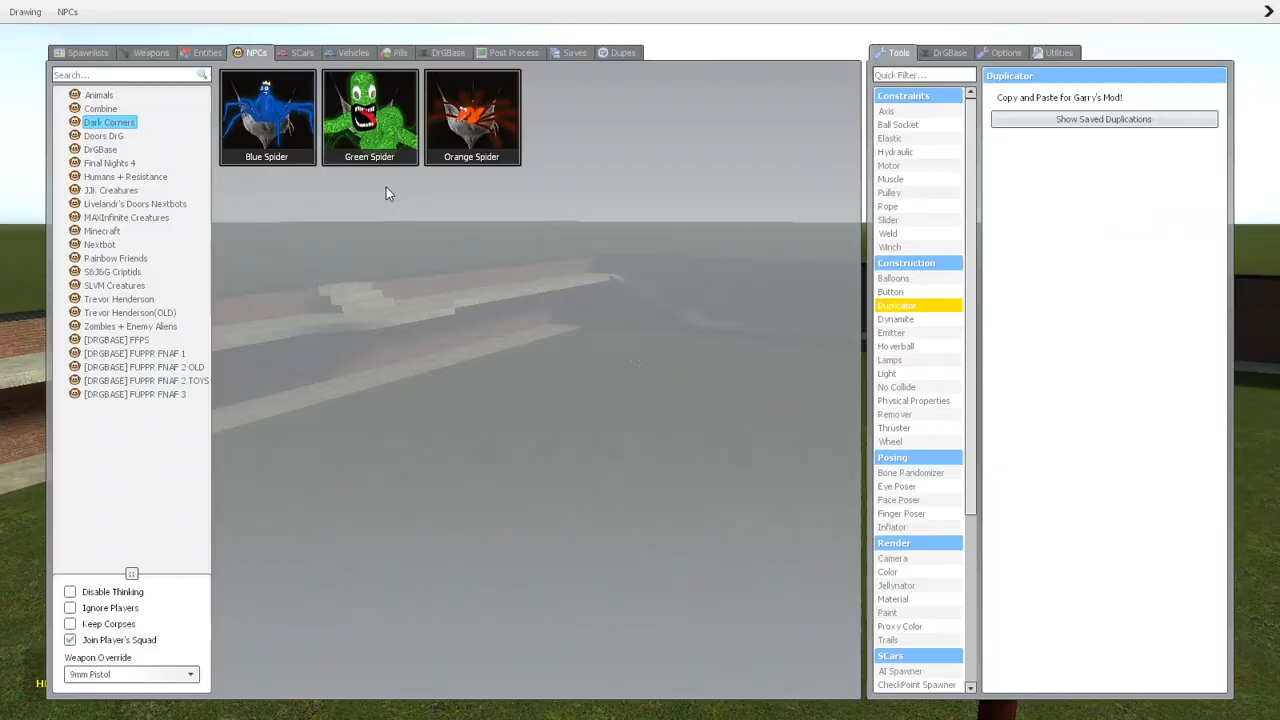 Drawing NPCs
Spawnlists Weapons Entities NPCs SCars Vehicles Pills DrGBase Post Process Saves Dupes
Search...
Animals
Combine
Dark Corners
Doors DrG
DrGBase
Final Nights 4
Humans + Resistance
JJK Creatures
Livelandr's Doors Nextbots
MAXInfinite Creatures
Minecraft
Nextbot
Rainbow Friends
S&J&G Criptids
SLVM Creatures
Trevor Henderson
Trevor Henderson(OLD)
Zombies + Enemy Aliens
[DRGBASE] FFPS
[DRGBASE] FUPPR FNAF 1
[DRGBASE] FUPPR FNAF 2 OLD
[DRGBASE] FUPPR FNAF 2 TOYS
[DRGBASE] FUPPR FNAF 3
Disable Thinking
Ignore Players
Keep Corpses
Join Player's Squad
Weapon Override
9mm Pistol
Blue Spider Green Spider Orange Spider
Tools DrGBase Options Utilities
Quick Filter...
Constraints
Axis
Ball Socket
Elastic
Hydraulic
Motor
Muscle
Pulley
Rope
Slider
Weld
Winch
Construction
Balloons
Button
Duplicator
Dynamite
Emitter
Hoverball
Lamps
Light
No Collide
Physical Properties
Remover
Thruster
Wheel
Posing
Bone Randomizer
Eye Poser
Face Poser
Finger Poser
Inflator
Render
Camera
Color
Jellynator
Material
Paint
Proxy Color
Trails
SCars
AI Spawner
CheckPoint Spawner
Duplicator
Copy and Paste for Garry's Mod!
Show Saved Duplications